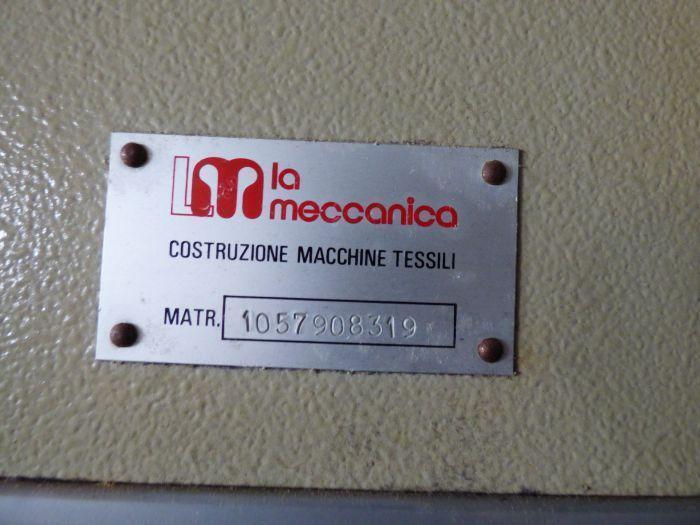 LM la
meccanica
COSTRUZIONE MACCHINE TESSILI
MATR. 1057908319